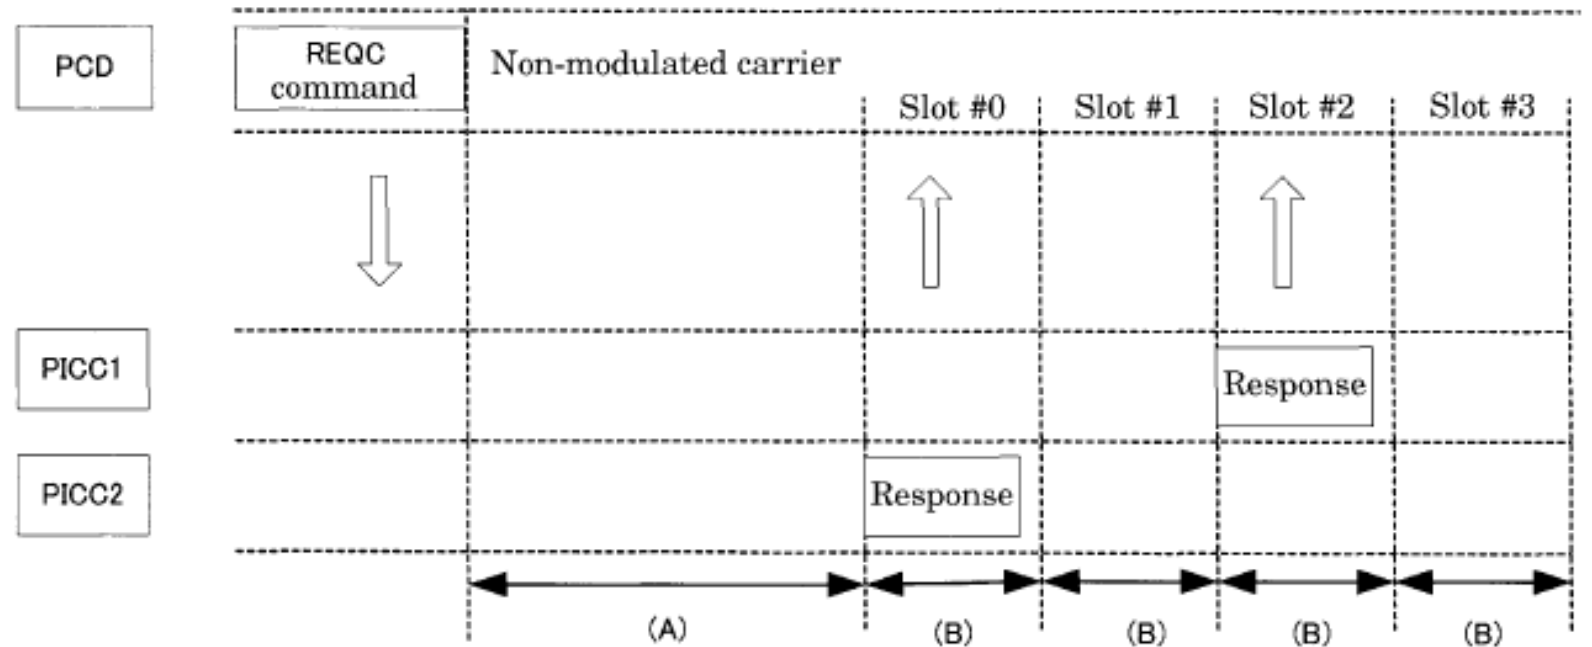 PCD
REQC
command
Non-modulated carrier
Slot #0
Slot #1
Slot #2
Slot #3
PICC1
Response
PICC2
Response
(A)
(B)
(B)
(B)
(B)